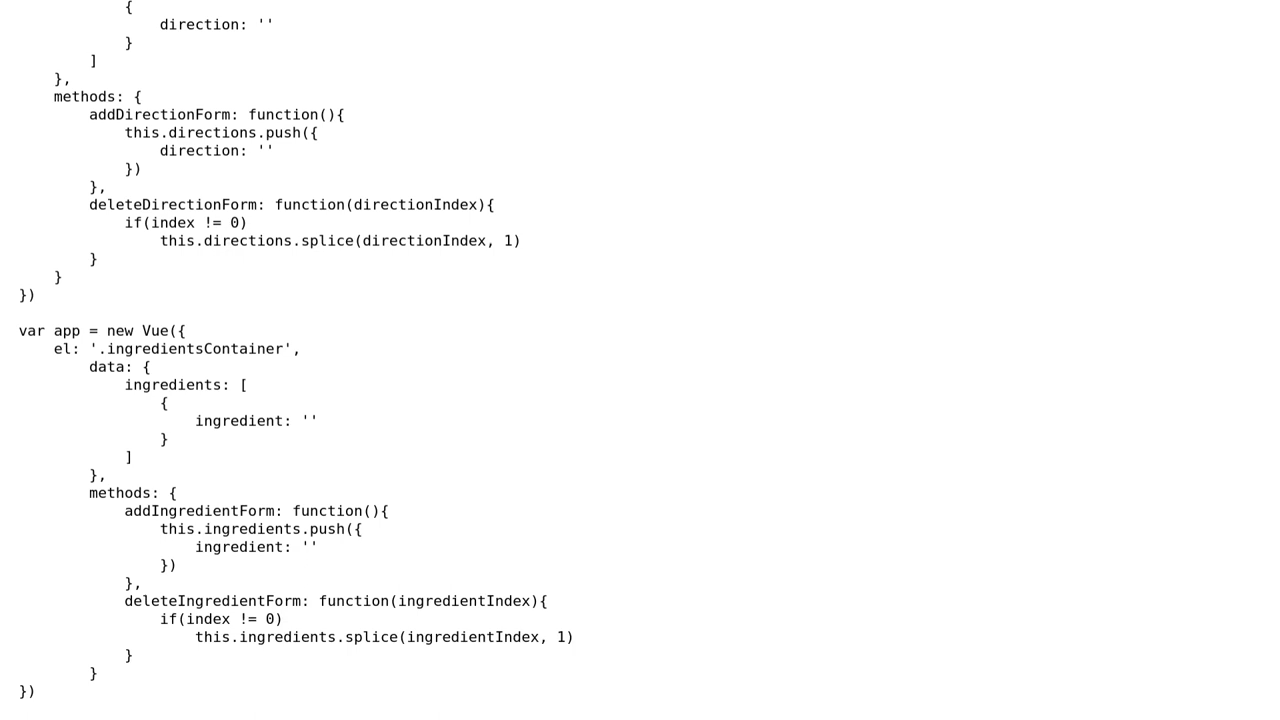 {
                direction: ''
            }
        ]
    },
    methods: {
        addDirectionForm: function(){
            this.directions.push({
                direction: ''
            })
        },
        deleteDirectionForm: function(directionIndex){
            if(index != 0)
                this.directions.splice(directionIndex, 1)
        }
    }
})

var app = new Vue({
    el: '.ingredientsContainer',
        data: {
            ingredients: [
                {
                    ingredient: ''
                }
            ]
        },
        methods: {
            addIngredientForm: function(){
                this.ingredients.push({
                    ingredient: ''
                })
            },
            deleteIngredientForm: function(ingredientIndex){
                if(index != 0)
                    this.ingredients.splice(ingredientIndex, 1)
            }
        }
})